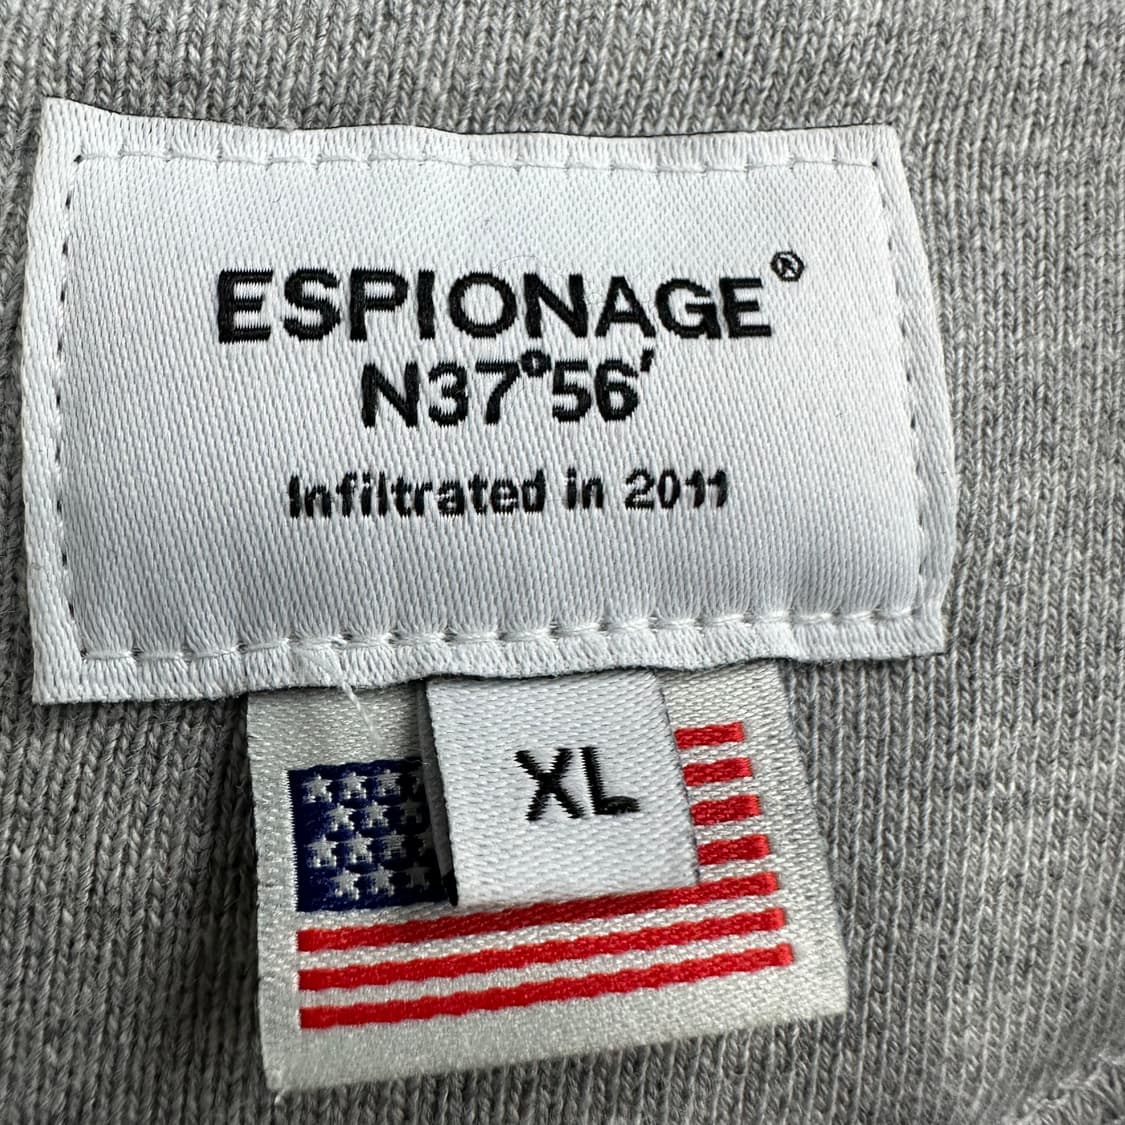 ESPIONAGE®
N37°56'
Infiltrated in 2011
XL